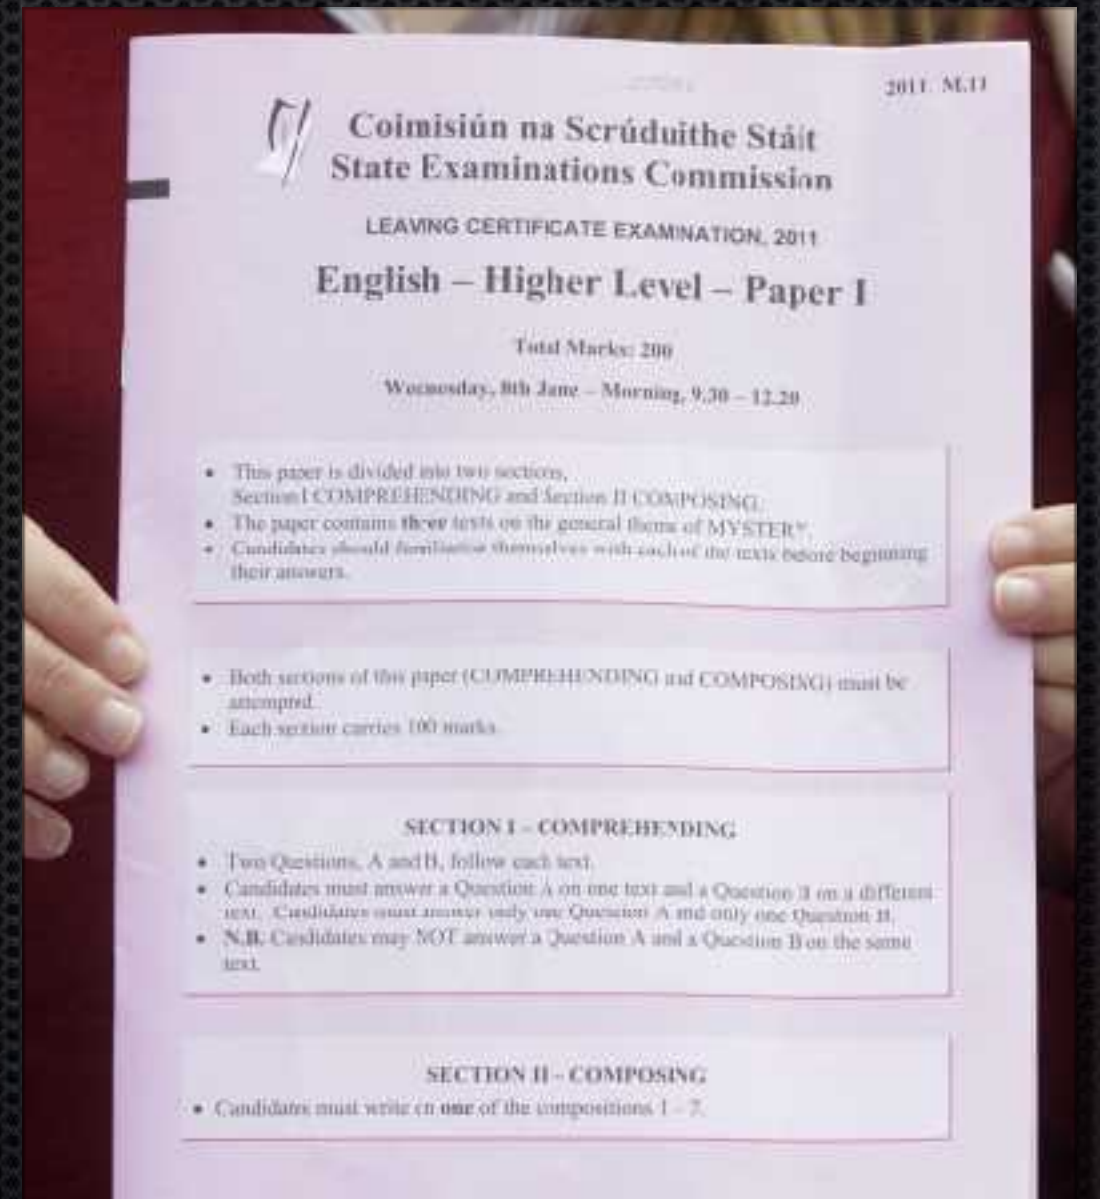 2011 M.11
Coimisiún na Scrúduithe Stáit
State Examinations Commission
LEAVING CERTIFICATE EXAMINATION, 2011
English – Higher Level – Paper I
Total Marks: 200
Wednesday, 8th June – Morning, 9.30 – 12.20
• This paper is divided into two sections,
Section I COMPREHENDING and Section II COMPOSING.
• The paper contains three texts on the general theme of MYSTERY.
• Candidates should familiarise themselves with each of the texts before beginning
their answers.
• Both sections of this paper (COMPREHENDING and COMPOSING) must be
attempted.
• Each section carries 100 marks.
SECTION I – COMPREHENDING
• Two Questions, A and B, follow each text.
• Candidates must answer a Question A on one text and a Question B on a different
text. Candidates must answer only one Question A and only one Question B.
• N.B. Candidates may NOT answer a Question A and a Question B on the same
text.
SECTION II – COMPOSING
• Candidates must write on one of the compositions 1 – 7.